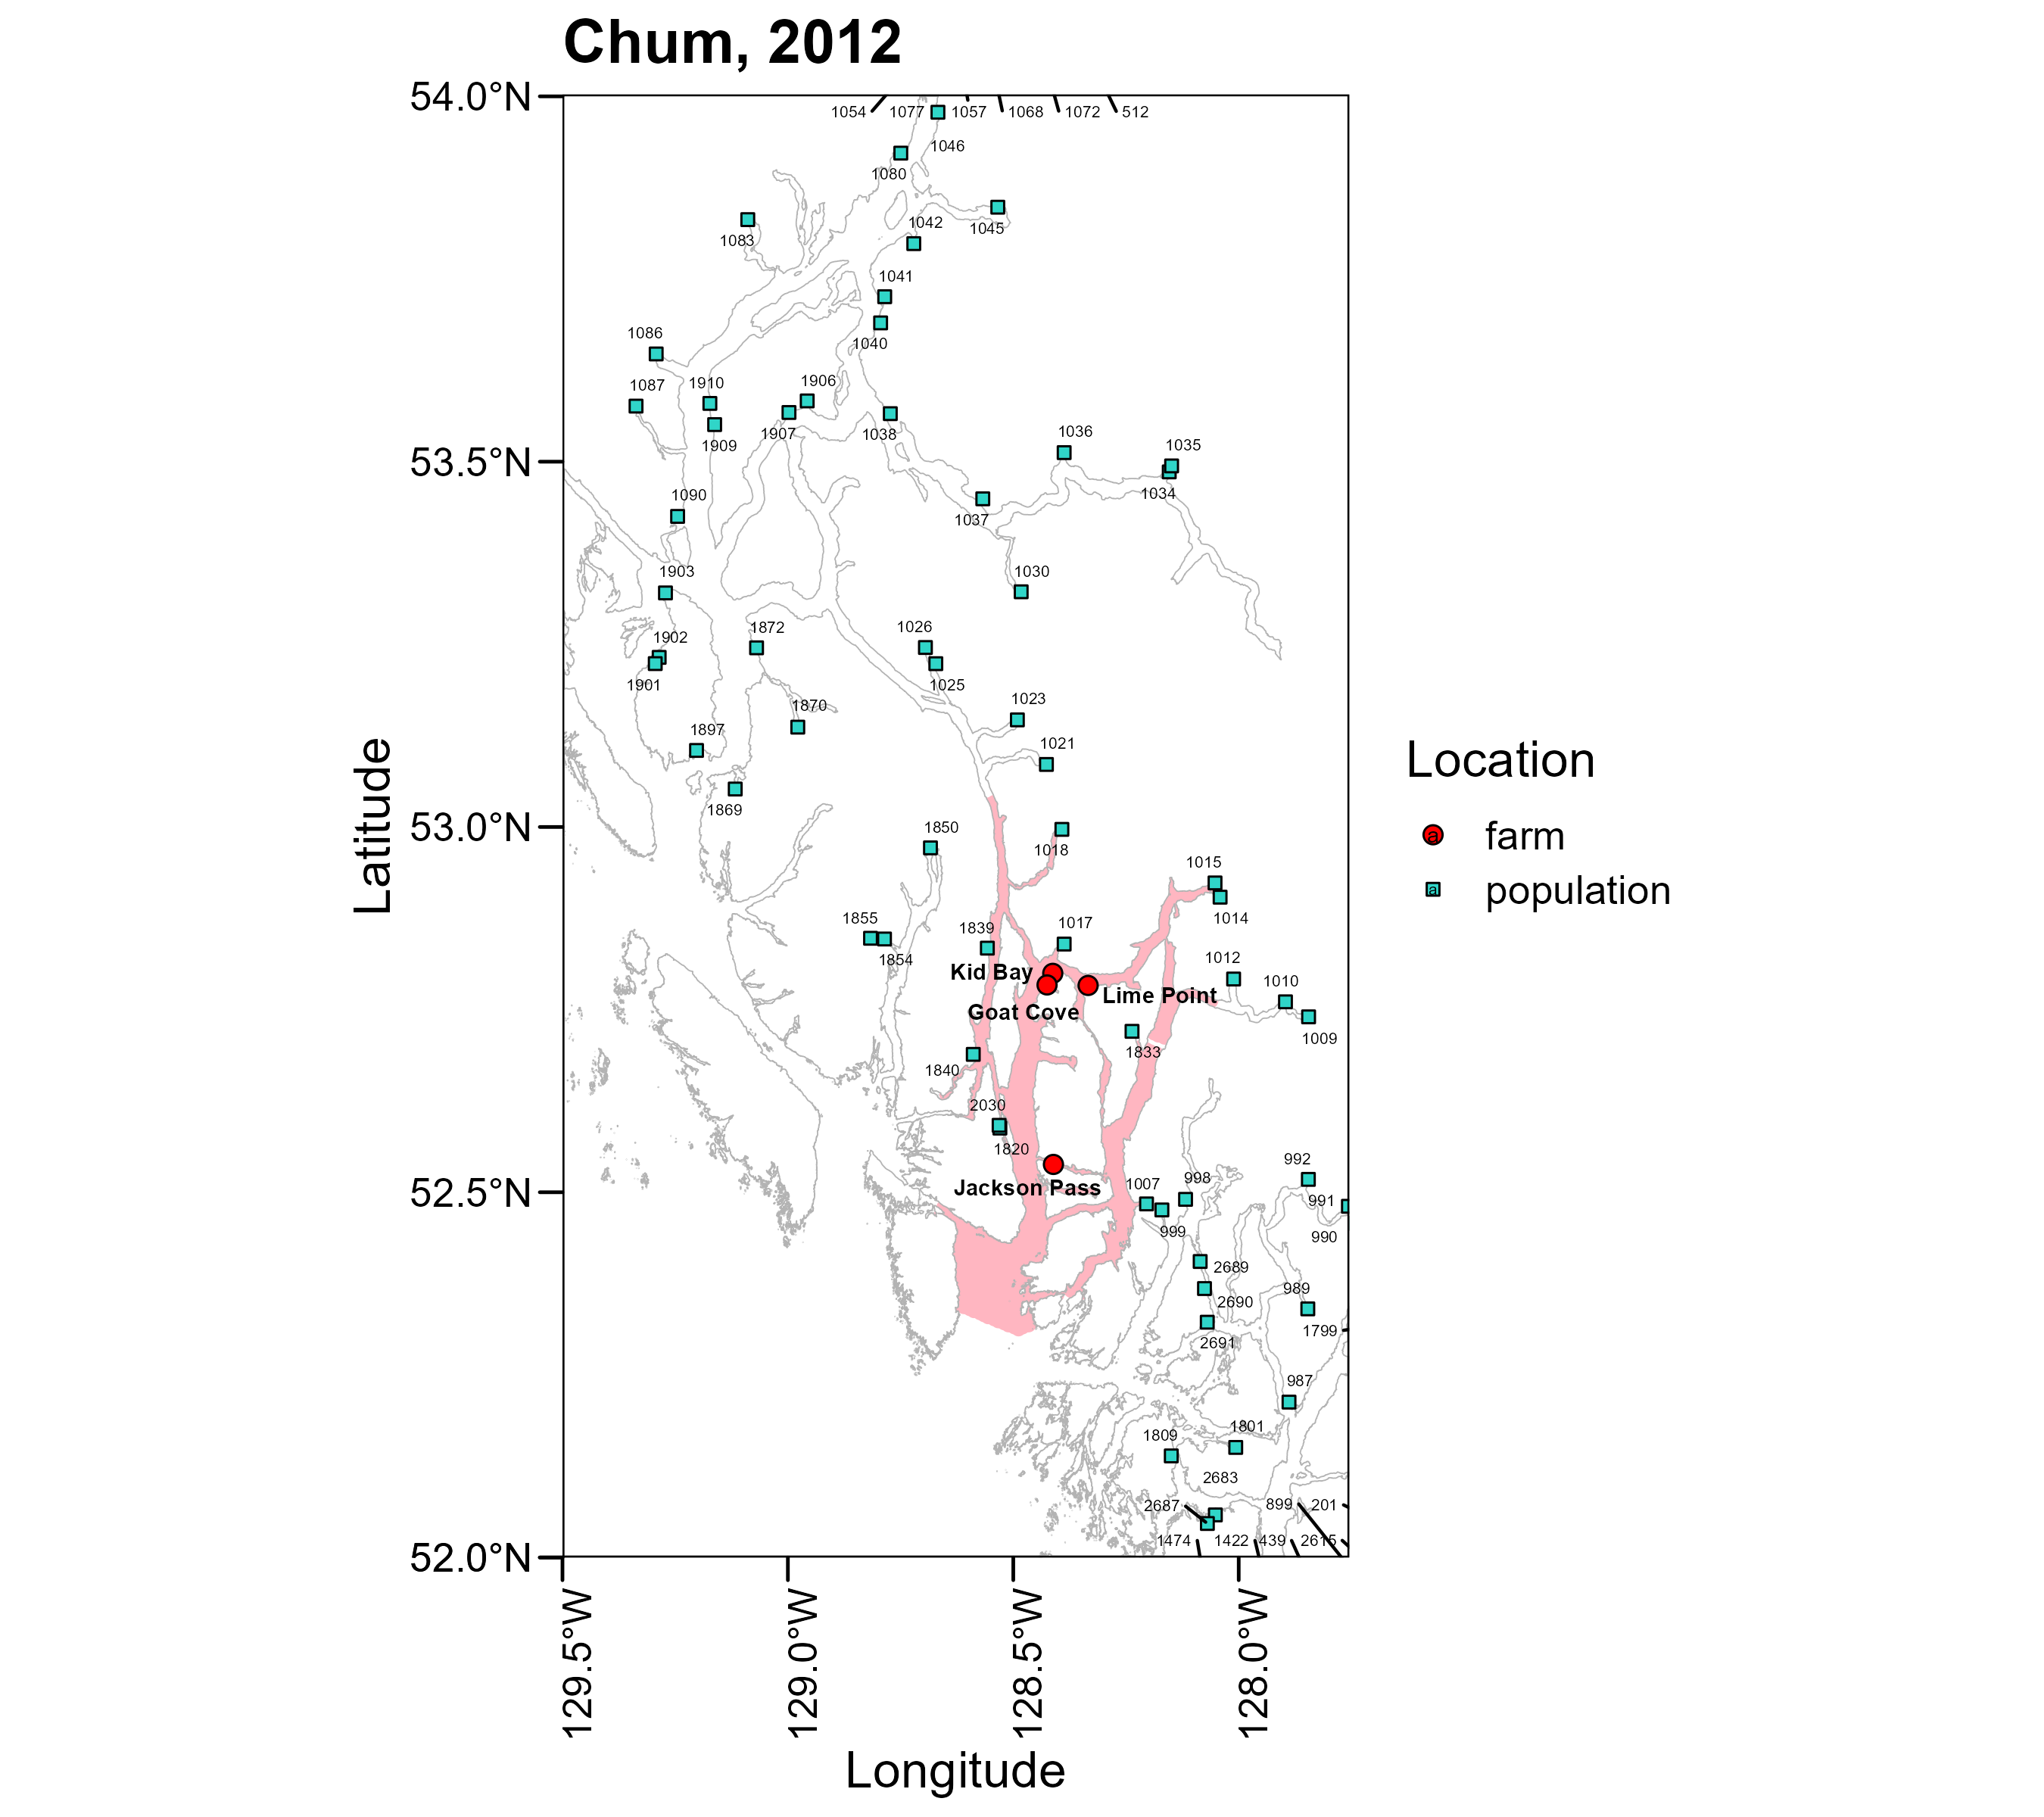 Chum, 2012
54.0°N
1054 1077 1057 1068 1072 512
1046
1080
1042
1045
1083
1041
1040
1086
1087 1910 1906
1909 1907 1038
1036
1035
53.5°N
1034
1090
1037
1903
1030
1902
1872
1026
1901
1025
1870
1023
1897
1021
1869
53.0°N
1850
1018
1015
1855
1839
1017
1014
1854
1012
Kid Bay
1010
Lime Point
Goat Cove
1009
1833
1840
2030
1820
992
52.5°N
Jackson Pass
1007
998
991
999
990
2689
989
2690
1799
2691
987
1801
1809
2683
2687
899 201
1474 1422 439 2615
52.0°N
129.5°W
129.0°W
128.5°W
128.0°W
Longitude
Latitude
Location
a farm
a population